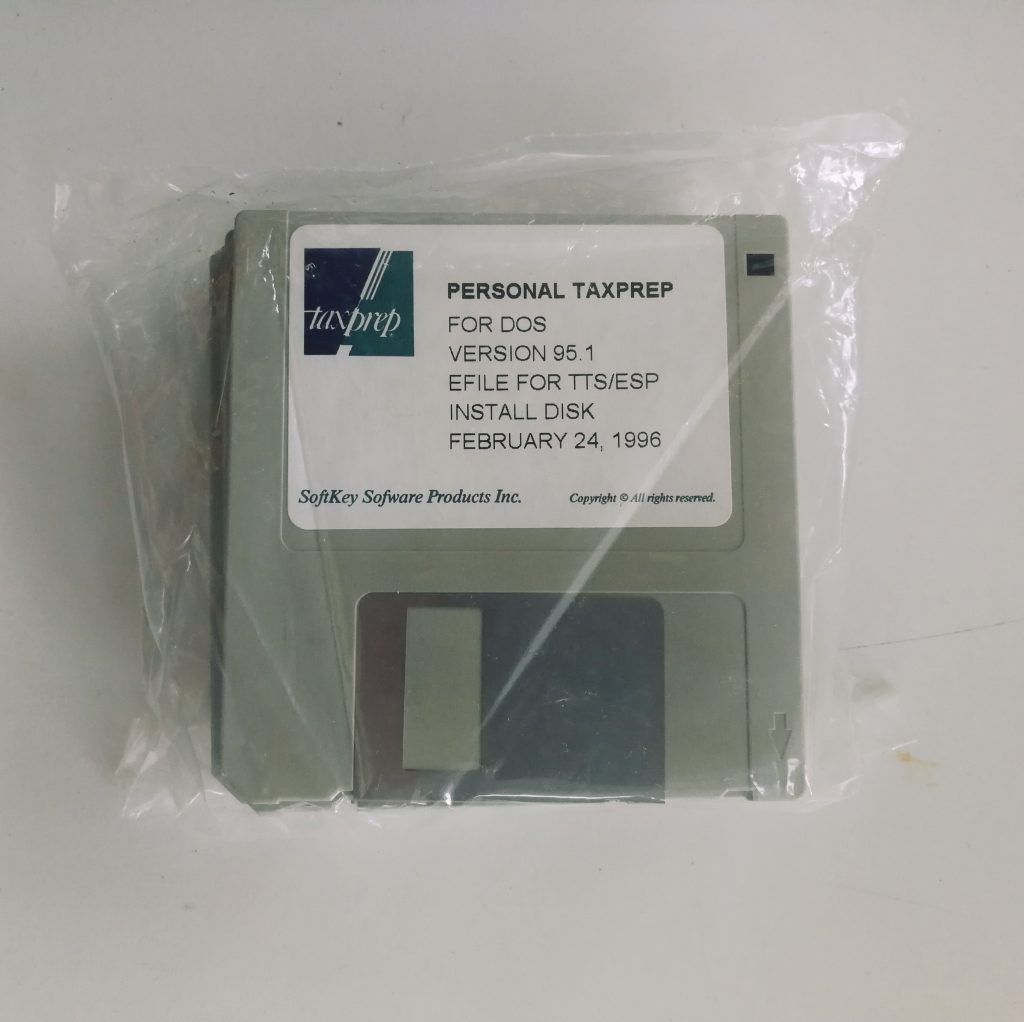 taxprep
PERSONAL TAXPREP
FOR DOS
VERSION 95.1
EFILE FOR TTS/ESP
INSTALL DISK
FEBRUARY 24, 1996
SoftKey Sofware Products Inc. Copyright © All rights reserved.